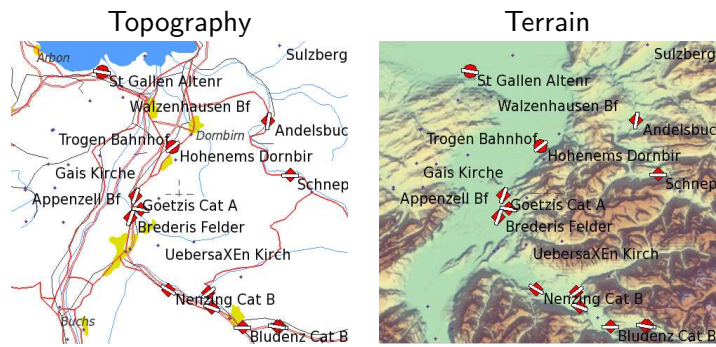 Topography
Arbon
Sulzberg
St Gallen Altenr
Walzenhausen Bf
Dornbirn
Andelsbuc
Trogen Bahnhof
Hohenems Dornbir
Gais Kirche
Schnep
Appenzell Bf
Goetzis Cat A
Brederis Felder
UebersaXEn Kirch
Nenzing Cat B
Buchs
Bludenz Cat B
Terrain
Sulzberg
St Gallen Altenr
Walzenhausen Bf
Andelsbuc
Trogen Bahnhof
Hohenems Dornbir
Gais Kirche
Schnep
Appenzell Bf
Goetzis Cat A
Brederis Felder
UebersaXEn Kirch
Nenzing Cat B
Bludenz Cat B